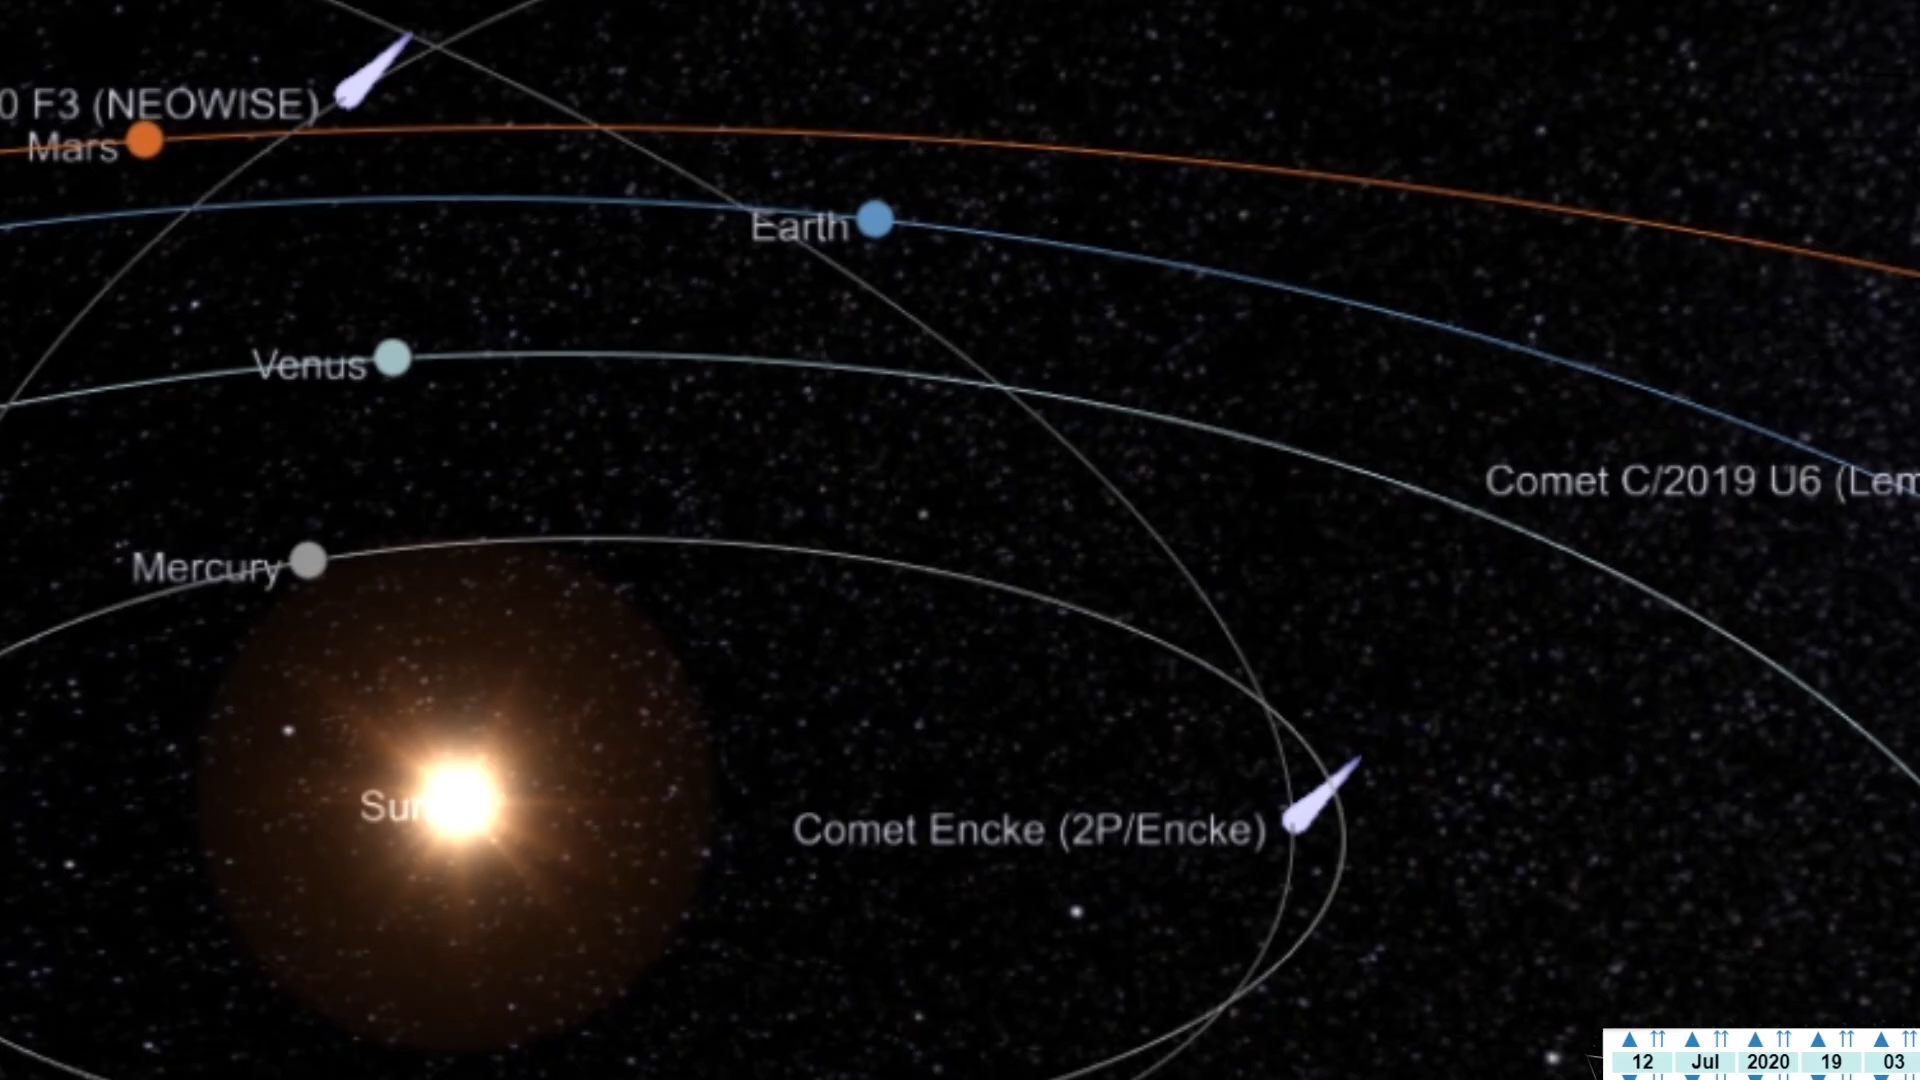 0 F3 (NEOWISE)
Mars
Earth
Venus
Comet C/2019 U6 (Lem
Mercury
Sun
Comet Encke (2P/Encke)
12 Jul 2020 19 03